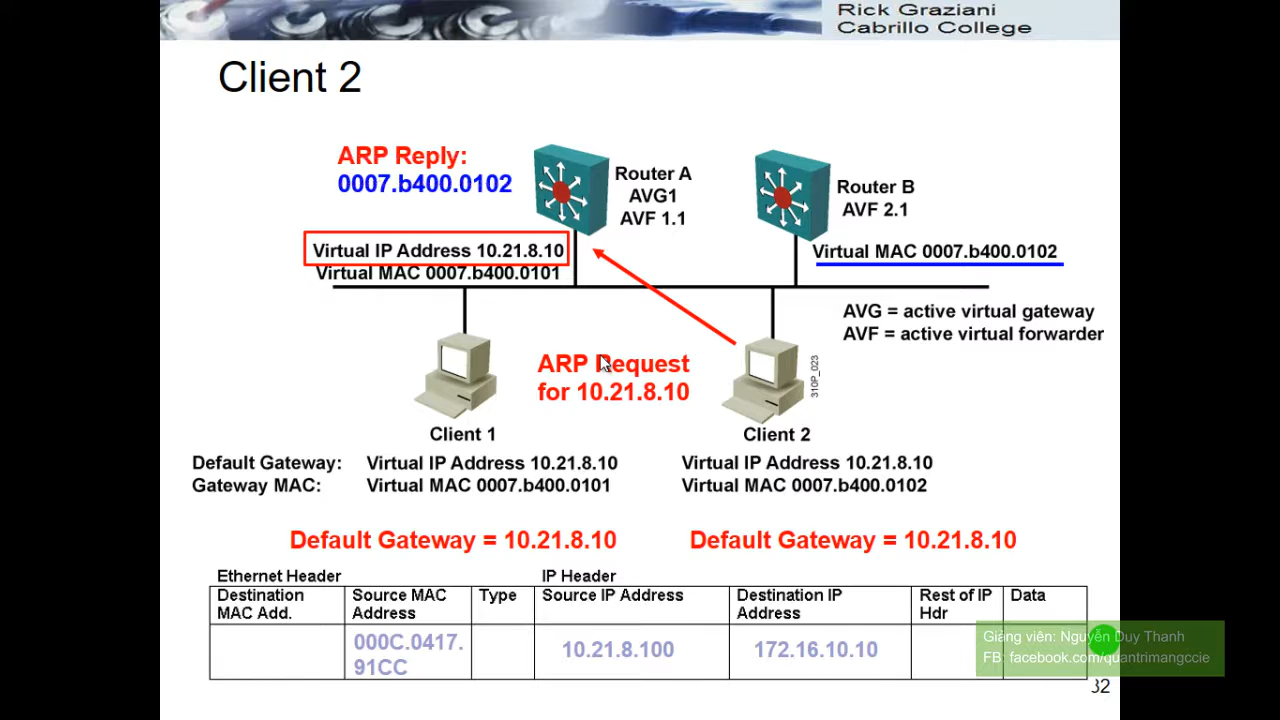 Rick Graziani
Cabrillo College
Client 2
ARP Reply:
0007.b400.0102
Router A
AVG1
AVF 1.1
Router B
AVF 2.1
Virtual IP Address 10.21.8.10
Virtual MAC 0007.b400.0101
Virtual MAC 0007.b400.0102
AVG = active virtual gateway
AVF = active virtual forwarder
ARP Request
for 10.21.8.10
310P_023
Client 1
Client 2
Default Gateway: Virtual IP Address 10.21.8.10 Virtual IP Address 10.21.8.10
Gateway MAC: Virtual MAC 0007.b400.0101 Virtual MAC 0007.b400.0102
Default Gateway = 10.21.8.10 Default Gateway = 10.21.8.10
Ethernet Header IP Header
Destination MAC Add. Source MAC Address Type Source IP Address Destination IP Address Rest of IP Hdr Data
000C.0417.91CC 10.21.8.100 172.16.10.10
Giảng viên: Nguyễn Duy Thanh
FB: facebook.com/quantrimangccie
32